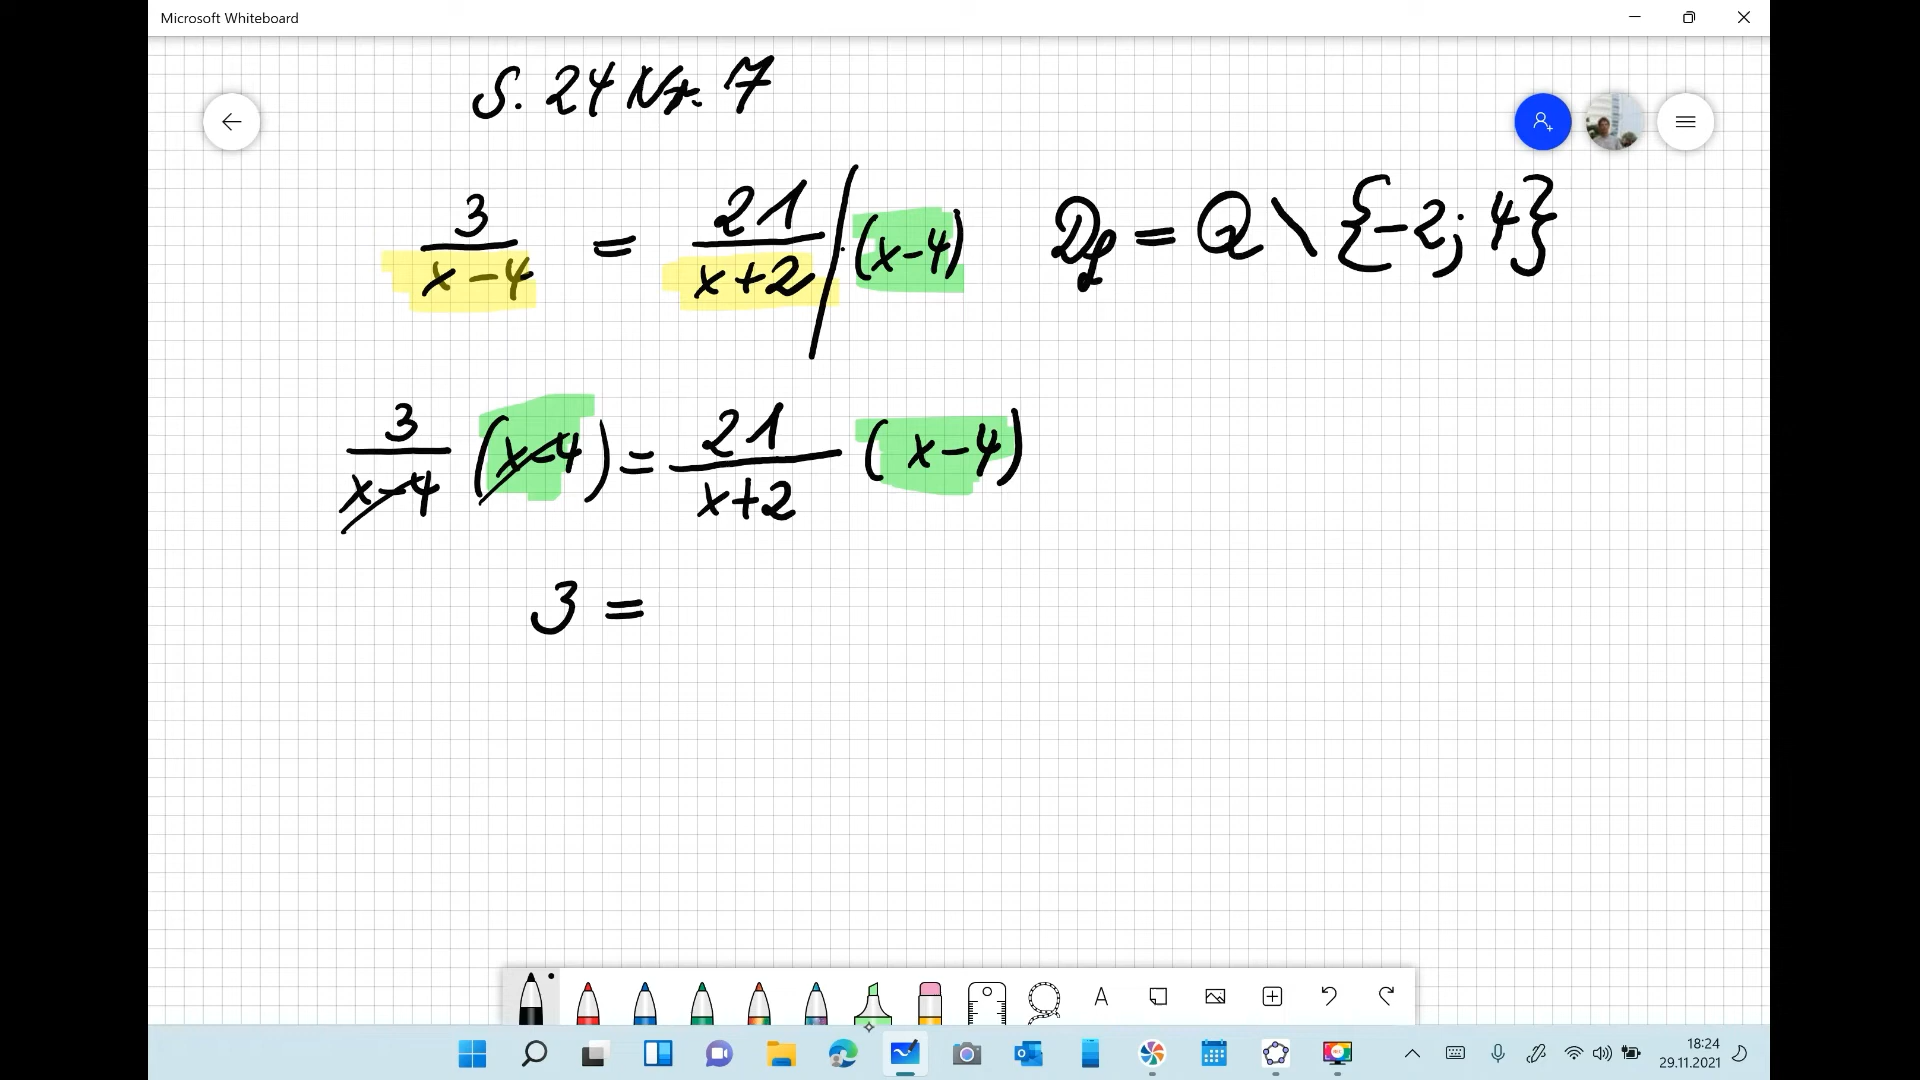 Microsoft Whiteboard
S. 24 Nr. 7
3/(x-4) = 21/(x+2) | ·(x-4) D = Q \ {-2; 4}
3/(x-4) (x-4) = 21/(x+2) (x-4)
3 =
A
18:24
29.11.2021